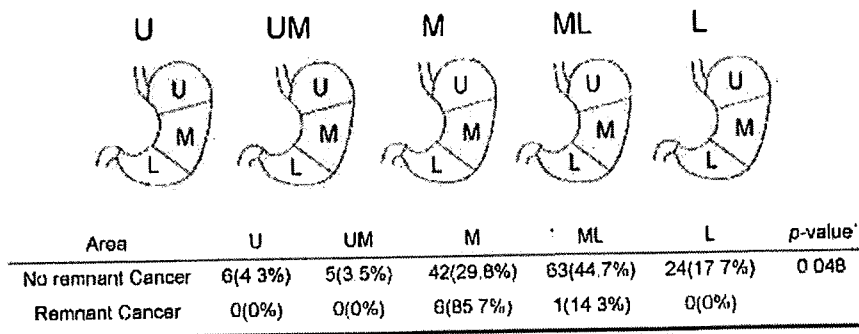 U UM M ML L
U U U U U
M M M M M
L L L L L
Area U UM M ML L p-value*
No remnant Cancer 6(4 3%) 5(3.5%) 42(29,8%) 63(44,7%) 24(17 7%) 0 048
Remnant Cancer 0(0%) 0(0%) 6(85 7%) 1(14 3%) 0(0%)